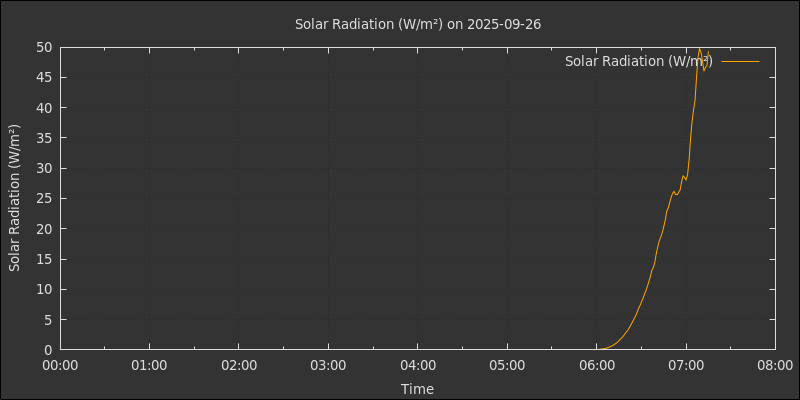 Solar Radiation (W/m²) on 2025-09-26
Solar Radiation (W/m²)
50
45
40
35
30
25
20
15
10
5
0
Solar Radiation (W/m²)
00:00 01:00 02:00 03:00 04:00 05:00 06:00 07:00 08:00
Time